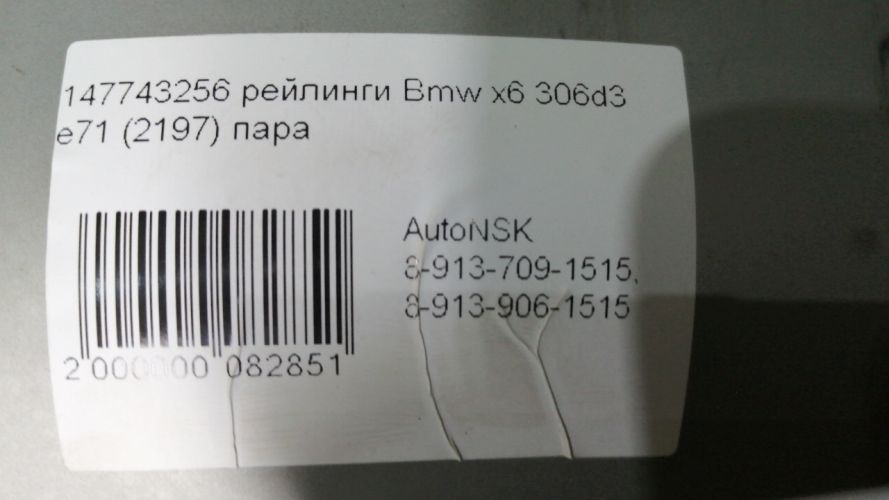 147743256 рейлинги Bmw x6 306d3
e71 (2197) пара
AutoNSK
8-913-709-1515,
8-913-906-1515
2 000000 082851